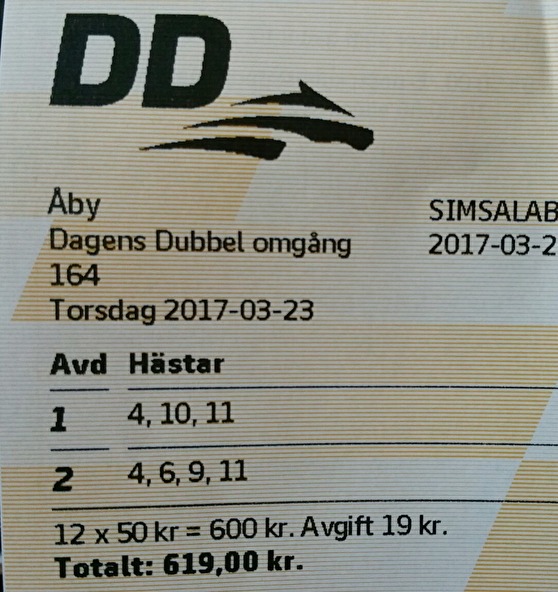 DD
Åby
SIMSALAB
Dagens Dubbel omgång
2017-03-2
164
Torsdag 2017-03-23
Avd Hästar
1 4, 10, 11
2 4, 6, 9, 11
12 x 50 kr = 600 kr. Avgift 19 kr.
Totalt: 619,00 kr.